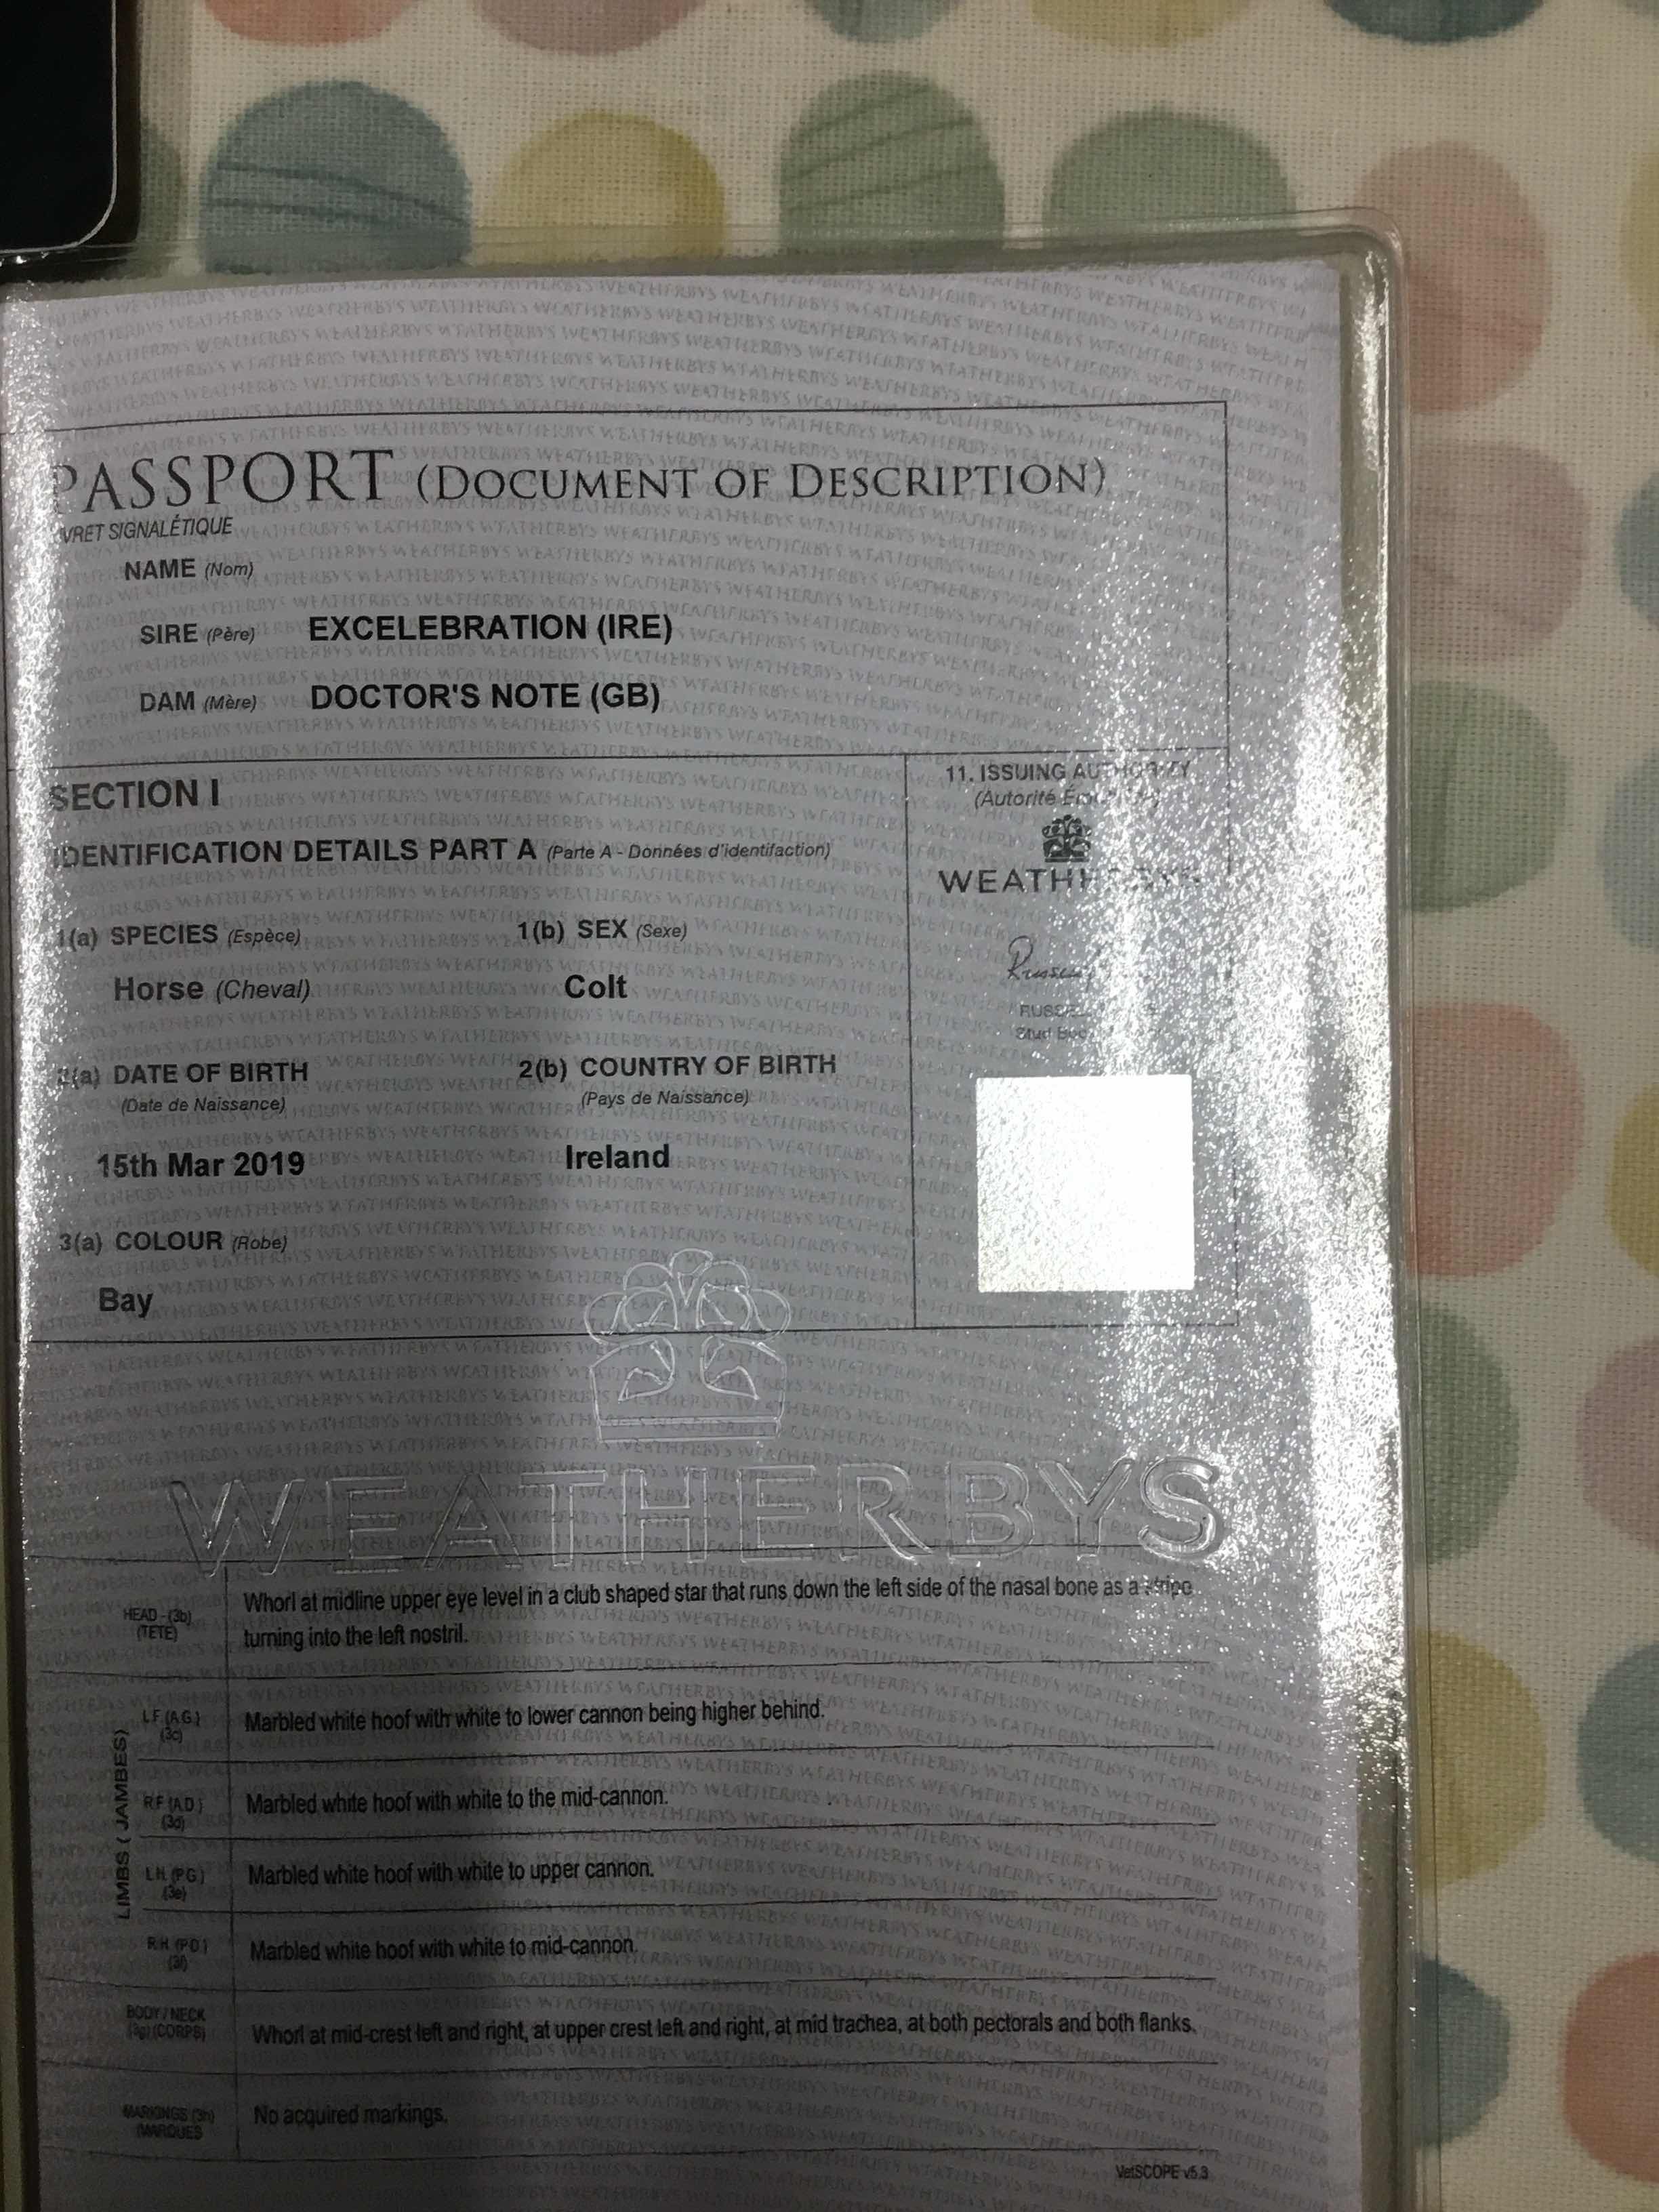 PASSPORT (DOCUMENT OF DESCRIPTION)
VRET SIGNALÉTIQUE
NAME (Nom)
SIRE (Père) EXCELEBRATION (IRE)
DAM (Mère) DOCTOR'S NOTE (GB)
SECTION I
IDENTIFICATION DETAILS PART A (Parte A - Données d'identifaction)
1(a) SPECIES (Espèce) 1(b) SEX (Sexe)
Horse (Cheval) Colt
2(a) DATE OF BIRTH 2(b) COUNTRY OF BIRTH
(Date de Naissance) (Pays de Naissance)
15th Mar 2019 Ireland
3(a) COLOUR (Robe)
Bay
11. ISSUING AUTHORITY
(Autorité
WEATHERBYS
WEATHERBYS
HEAD - (3b) (TETE) Whorl at midline upper eye level in a club shaped star that runs down the left side of the nasal bone as a stripe
turning into the left nostril.
LIMBS ( JAMBES)
LF (AG) (3c) Marbled white hoof with white to lower cannon being higher behind.
RF (AD) (3d) Marbled white hoof with white to the mid-cannon.
LH (PG) (3e) Marbled white hoof with white to upper cannon.
RH (PD) (3f) Marbled white hoof with white to mid-cannon.
BODY / NECK (3g) (CORPS) Whorl at mid-crest left and right, at upper crest left and right, at mid trachea, at both pectorals and both flanks.
MARKINGS (3h) (MARQUES No acquired markings.
VetSCOPE v5.3